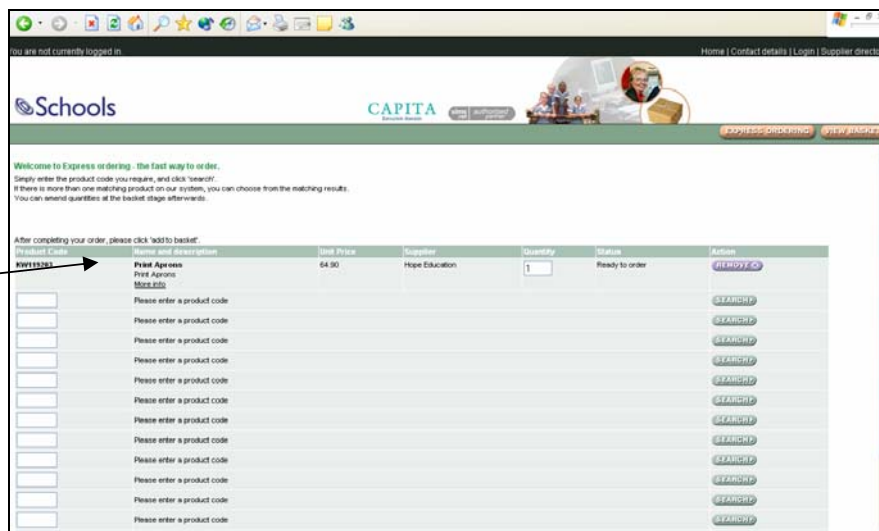 You are not currently logged in.
Home | Contact details | Login | Supplier directo
Schools
CAPITA
EXPRESS ORDERING
VIEW BASKET
Welcome to Express ordering - the fast way to order.
Simply enter the product code you require, and click 'search'.
If there is more than one matching product on our system, you can choose from the matching results.
You can amend quantities at the basket stage afterwards.
After completing your order, please click 'add to basket'.
Product Code Name and description Unit Price Supplier Quantity Status Action
KW119263 Print Aprons 64.90 Hope Education 1 Ready to order REMOVE
Print Aprons
More info
Please enter a product code SEARCH
Please enter a product code SEARCH
Please enter a product code SEARCH
Please enter a product code SEARCH
Please enter a product code SEARCH
Please enter a product code SEARCH
Please enter a product code SEARCH
Please enter a product code SEARCH
Please enter a product code SEARCH
Please enter a product code SEARCH
Please enter a product code SEARCH
Please enter a product code SEARCH